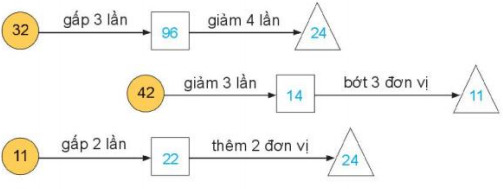 32 gấp 3 lần 96 giảm 4 lần 24
42 giảm 3 lần 14 bớt 3 đơn vị 11
11 gấp 2 lần 22 thêm 2 đơn vị 24